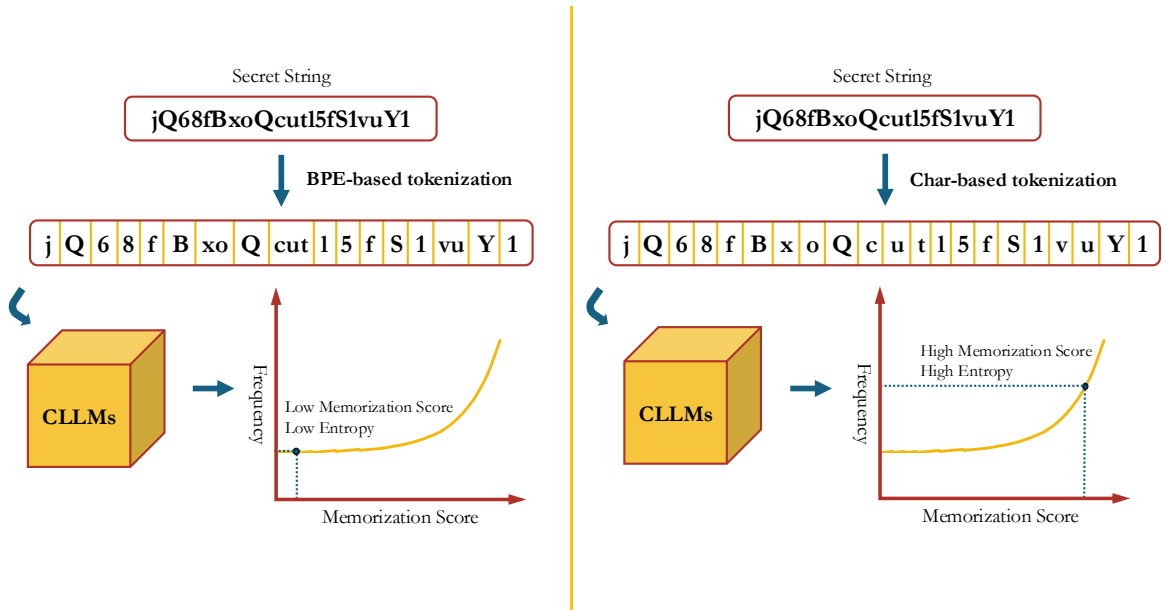 Secret String
jQ68fBxoQcutl5fS1vuY1
BPE-based tokenization
j Q 6 8 f B xo Q cut l 5 f S 1 vu Y 1
CLLMs
Frequency
Low Memorization Score
Low Entropy
Memorization Score
Secret String
jQ68fBxoQcutl5fS1vuY1
Char-based tokenization
j Q 6 8 f B x o Q c u t l 5 f S 1 v u Y 1
CLLMs
Frequency
High Memorization Score
High Entropy
Memorization Score